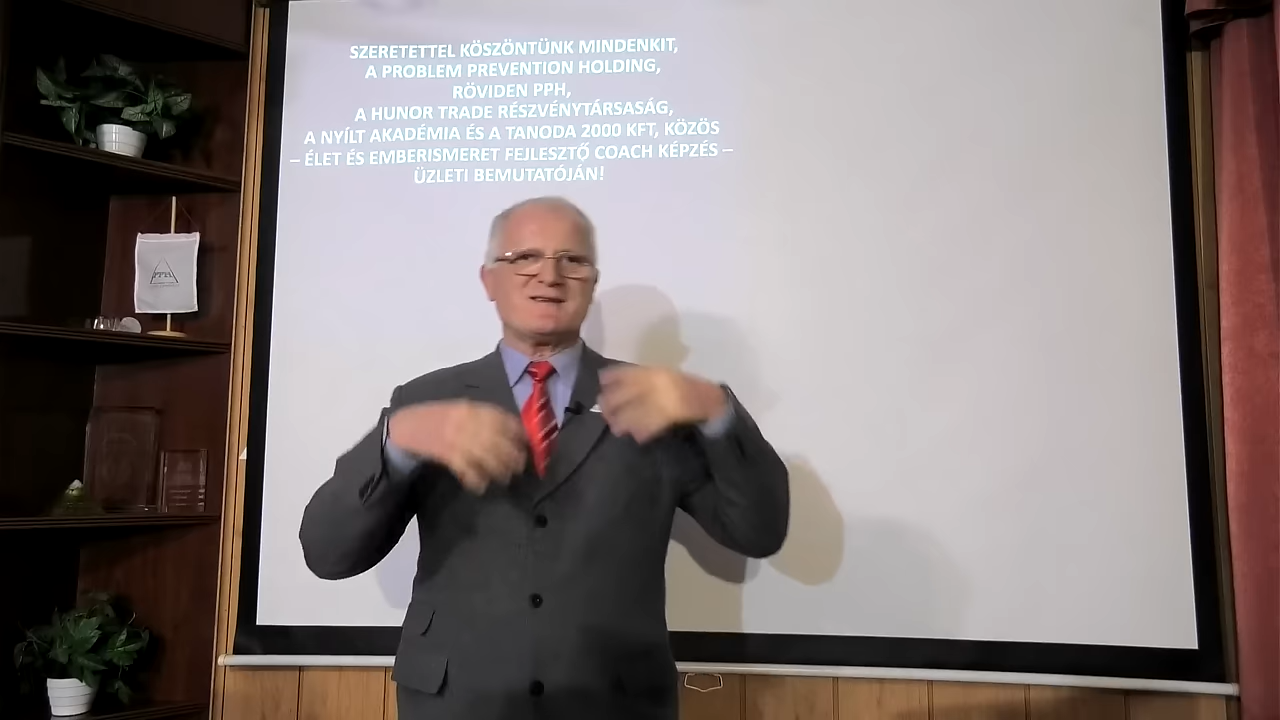 SZERETETTEL KÖSZÖNTÜNK MINDENKIT,
A PROBLEM PREVENTION HOLDING,
RÖVIDEN PPH,
A HUNOR TRADE RÉSZVÉNYTÁRSASÁG,
A NYÍLT AKADÉMIA ÉS A TANODA 2000 KFT, KÖZÖS
– ÉLET ÉS EMBERISMERET FEJLESZTŐ COACH KÉPZÉS –
ÜZLETI BEMUTATÓJÁN!